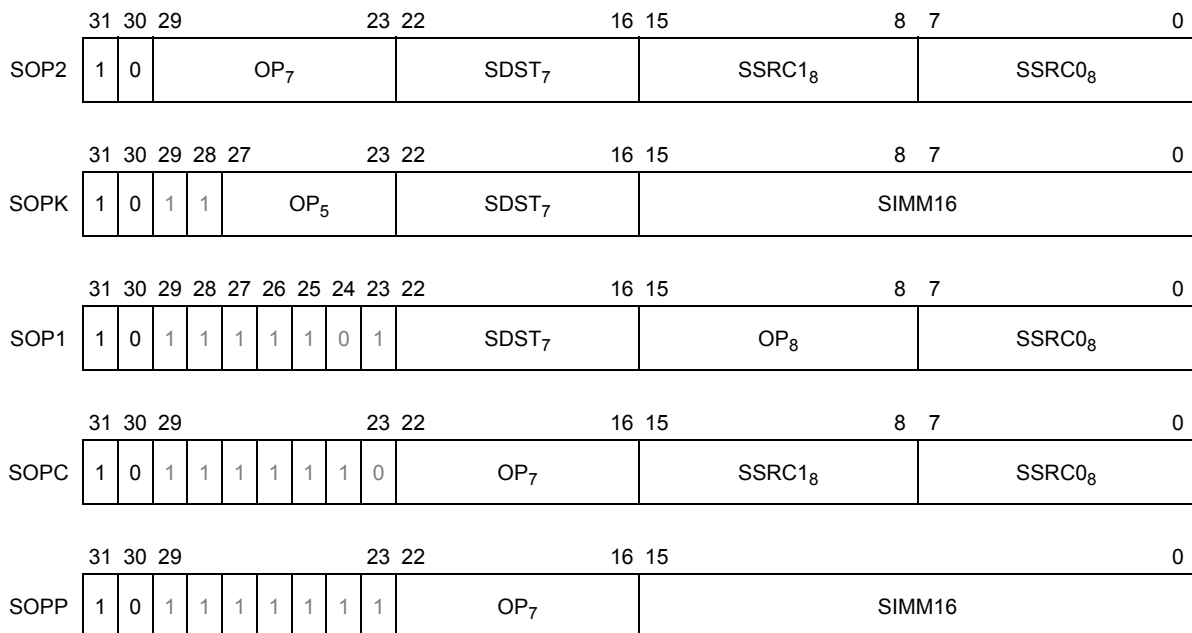 31 30 29 23 22 16 15 8 7 0
SOP2 1 0 OP7 SDST7 SSRC18 SSRC08
31 30 29 28 27 23 22 16 15 8 7 0
SOPK 1 0 1 1 OP5 SDST7 SIMM16
31 30 29 28 27 26 25 24 23 22 16 15 8 7 0
SOP1 1 0 1 1 1 1 1 0 1 SDST7 OP8 SSRC08
31 30 29 23 22 16 15 8 7 0
SOPC 1 0 1 1 1 1 1 1 0 OP7 SSRC18 SSRC08
31 30 29 23 22 16 15 0
SOPP 1 0 1 1 1 1 1 1 1 OP7 SIMM16